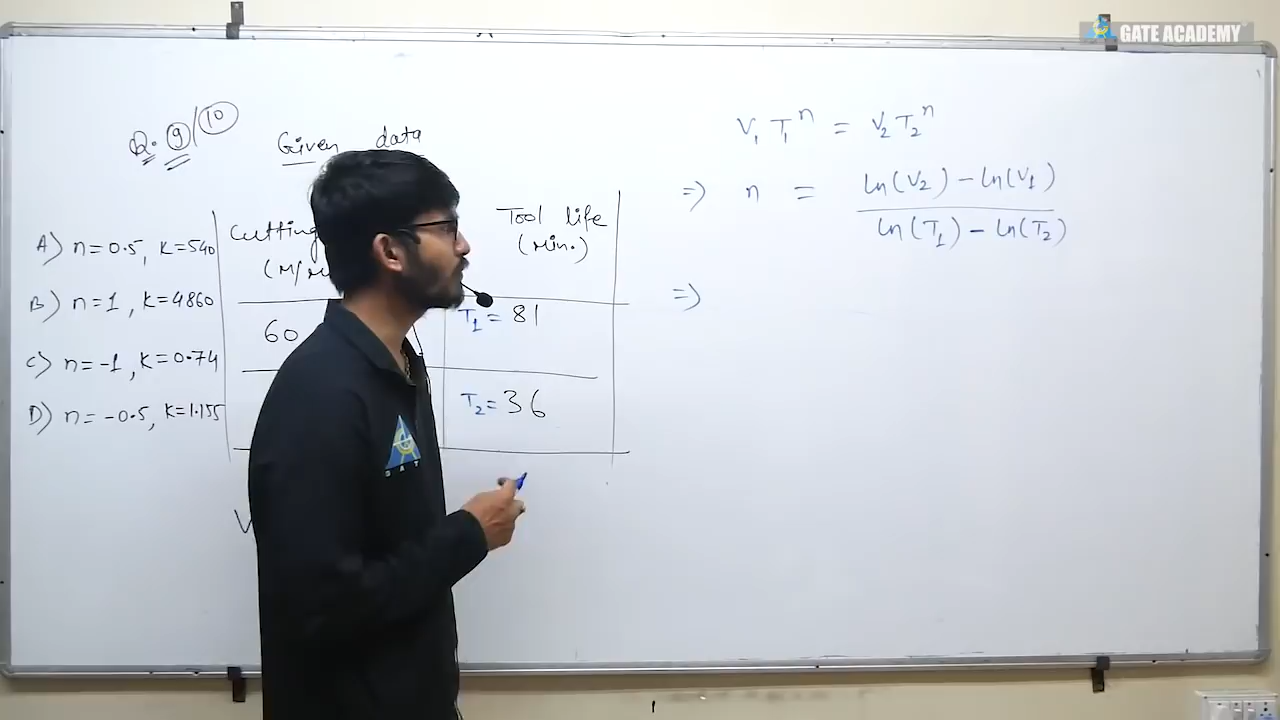 GATE ACADEMY
Q. 9/10
Given data
A) n=0.5, K=540
B) n=1, K=4860
C) n=-1, K=0.74
D) n=-0.5, K=1.155
Cutting
(M/M
Tool life
(Min.)
60
T₁ = 81
T₂ = 36
V
V₁ T₁ⁿ = V₂ T₂ⁿ
=> n = ln(V₂) - ln(V₁)
ln(T₁) - ln(T₂)
=>
GAT